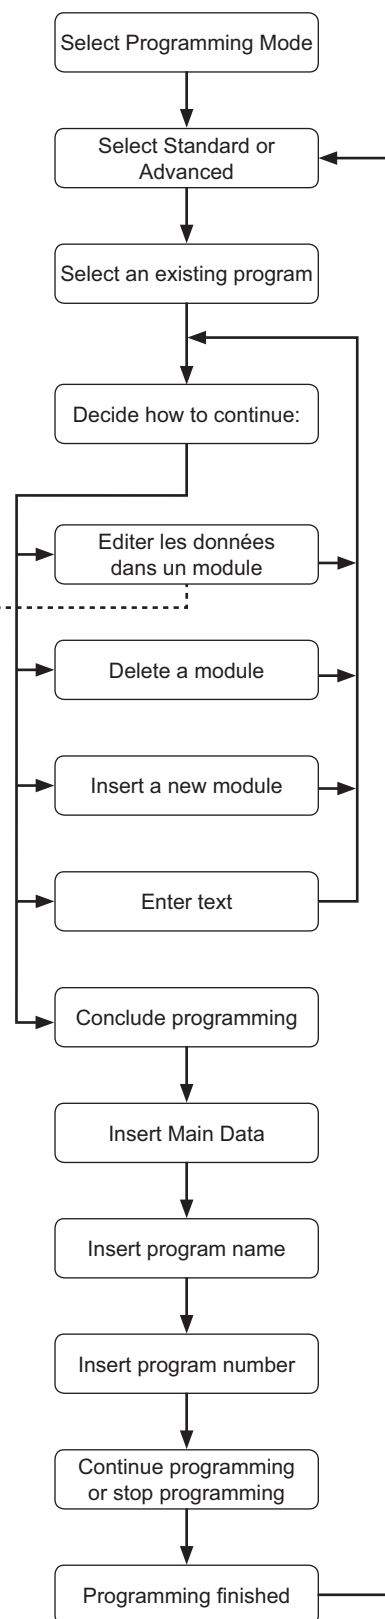 Select Programming Mode
Select Standard or
Advanced
Select an existing program
Decide how to continue:
Editer les données
dans un module
Delete a module
Insert a new module
Enter text
Conclude programming
Insert Main Data
Insert program name
Insert program number
Continue programming
or stop programming
Programming finished